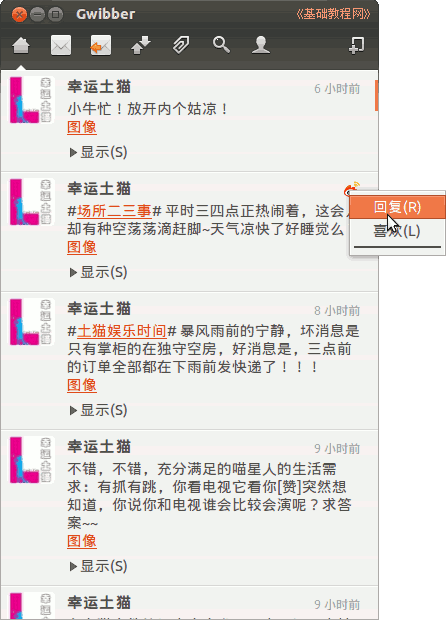 Gwibber
《基础教程网》
幸运土猫
6 小时前
小牛忙！放开内个姑凉！
图像
显示(S)
幸运土猫
#场所二三事# 平时三四点正热闹着，这会
却有种空荡荡滴赶脚~天气凉快了好睡觉么
图像
显示(S)
回复(R)
喜欢(L)
幸运土猫
8 小时前
#土猫娱乐时间# 暴风雨前的宁静，坏消息是
只有掌柜的在独守空房，好消息是，三点前
的订单全部都在下雨前发快递了！！！
图像
显示(S)
幸运土猫
9 小时前
不错，不错，充分满足的喵星人的生活需
求：有抓有跳，你看电视它看你[赞]突然想
知道，你说你和电视谁会比较会演呢？求答
案~~
图像
显示(S)
幸运土猫
9 小时前